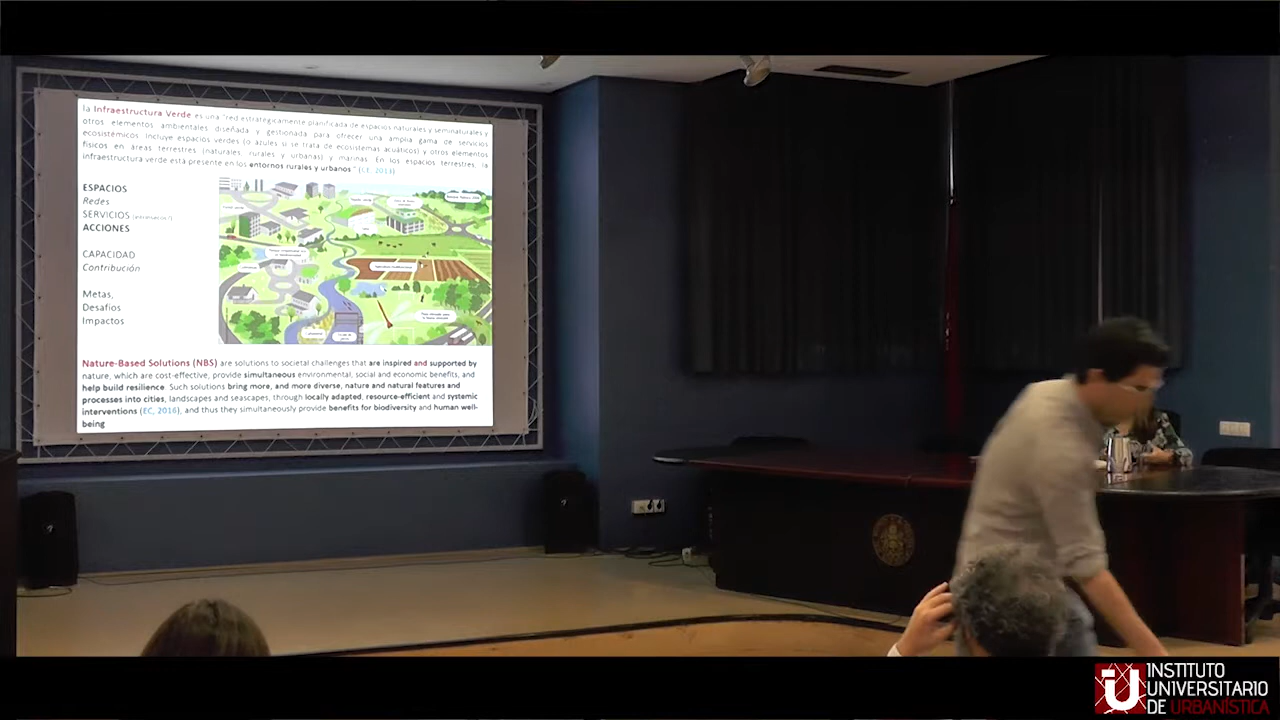 la Infraestructura Verde es una "red estratégicamente planificada de espacios naturales y seminaturales y
otros elementos ambientales diseñada y gestionada para ofrecer una amplia gama de servicios
ecosistémicos. Incluye espacios verdes (o azules si se trata de ecosistemas acuáticos) y otros elementos
físicos en áreas terrestres (naturales, rurales y urbanas) y marinas. En los espacios terrestres, la
infraestructura verde está presente en los entornos rurales y urbanos" (CE, 2013)
ESPACIOS
Redes
SERVICIOS
ACCIONES
CAPACIDAD
Contribución
Metas,
Desafíos
Impactos
Nature-Based Solutions (NBS) are solutions to societal challenges that are inspired and supported by
nature, which are cost-effective, provide simultaneous environmental, social and economic benefits, and
help build resilience. Such solutions bring more, and more diverse, nature and natural features and
processes into cities, landscapes and seascapes, through locally adapted, resource-efficient and systemic
interventions (EC, 2016), and thus they simultaneously provide benefits for biodiversity and human well-
being
INSTITUTO
UNIVERSITARIO
DE URBANÍSTICA